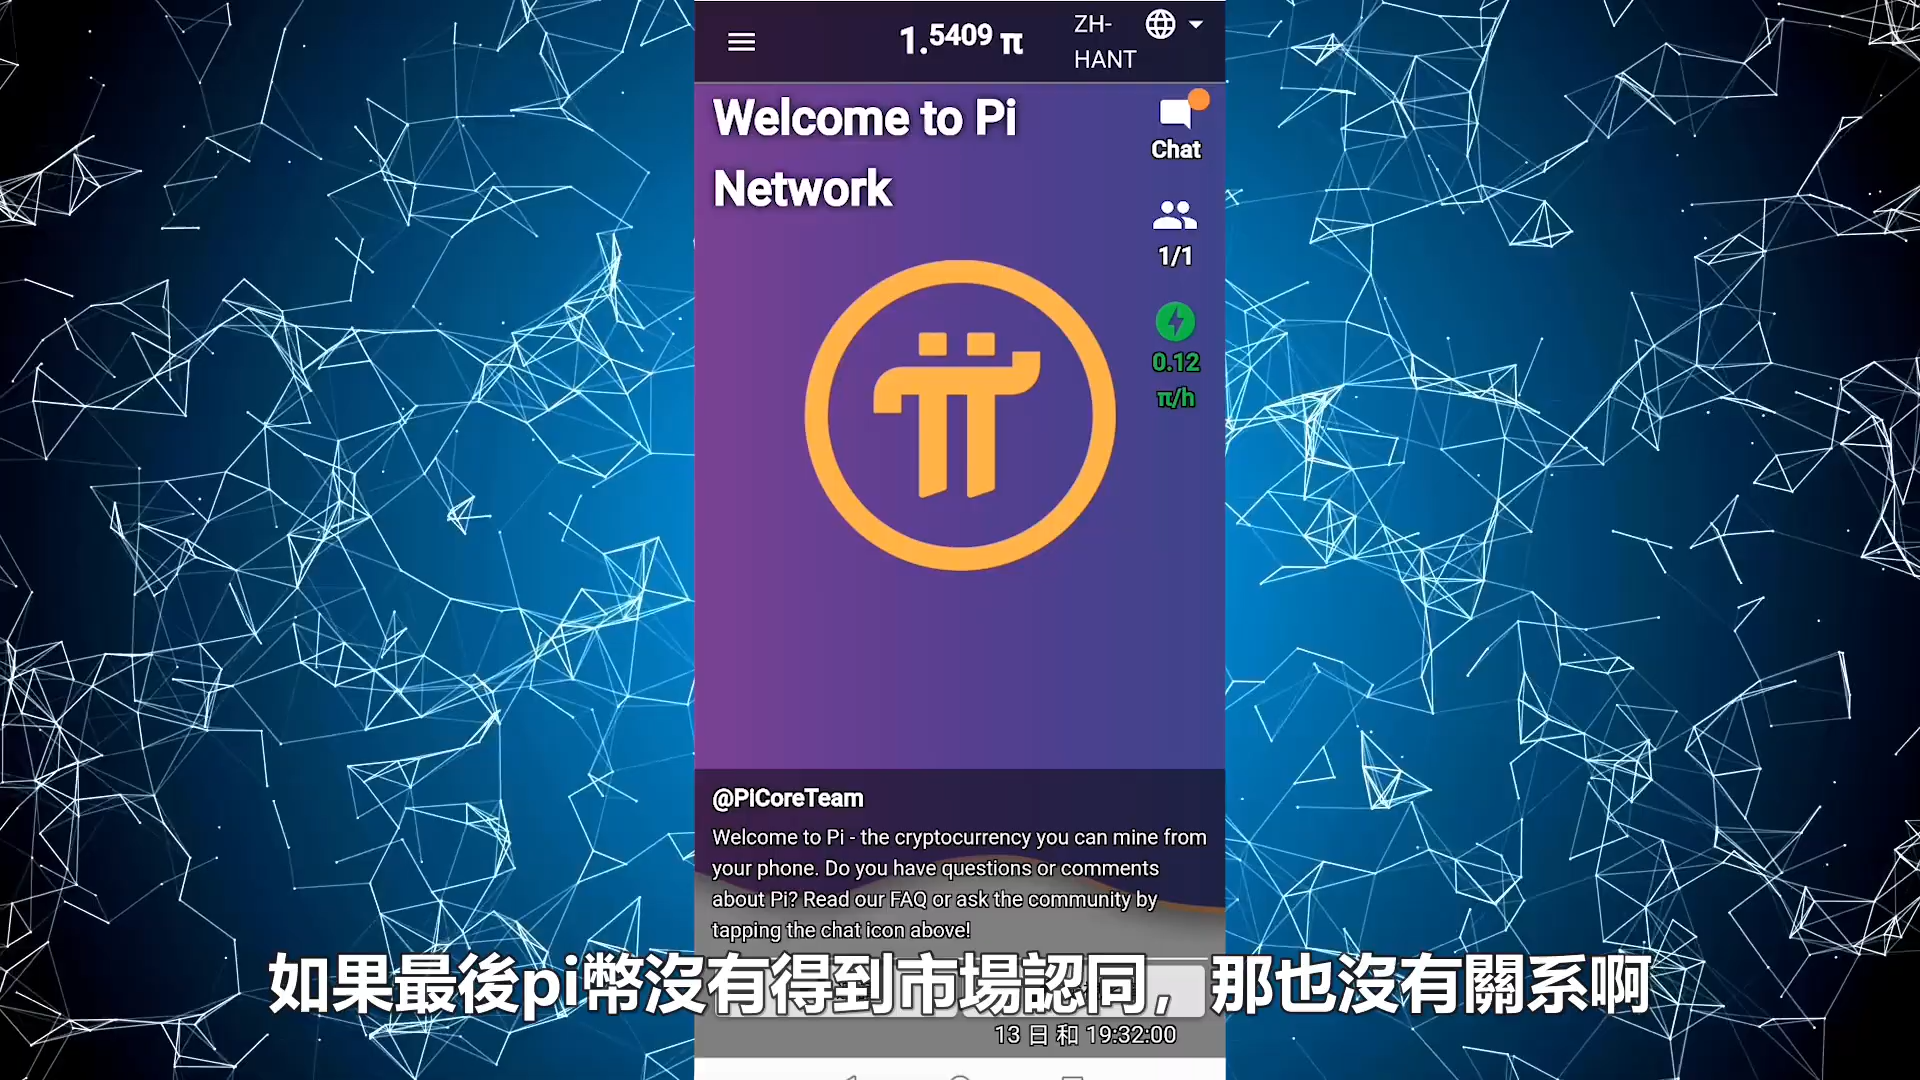 1.5409 π
ZH-
HANT
Welcome to Pi
Network
Chat
1/1
0.12
π/h
@PiCoreTeam
Welcome to Pi - the cryptocurrency you can mine from
your phone. Do you have questions or comments
about Pi? Read our FAQ or ask the community by
tapping the chat icon above!
如果最後pi幣沒有得到市場認同，那也沒有關系啊
13 日 和 19:32:00